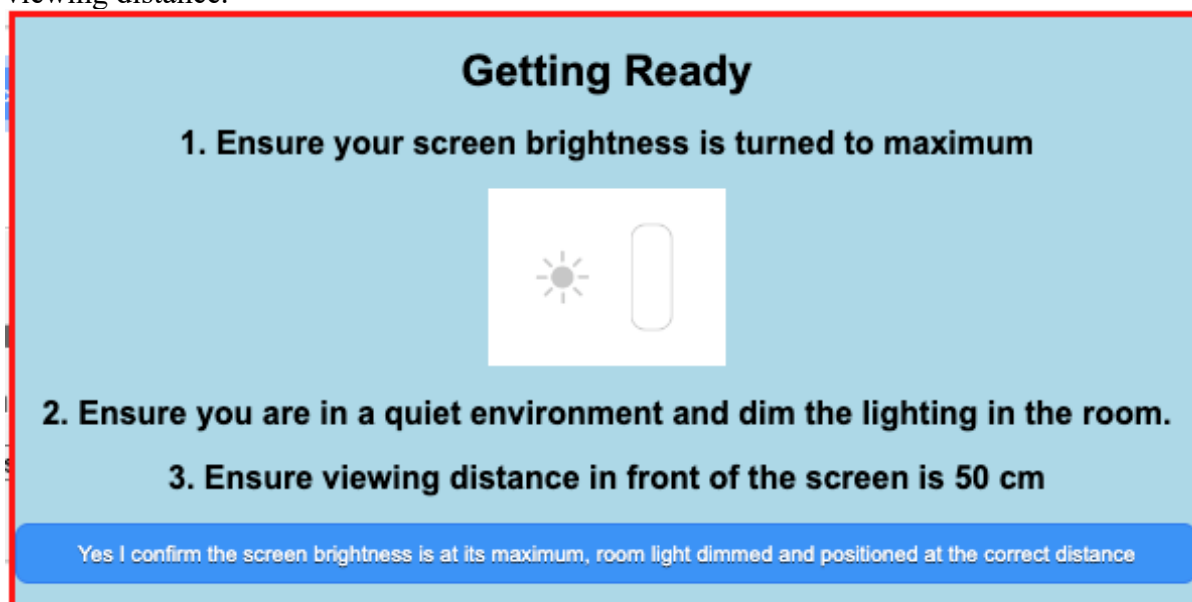 viewing distance.
Getting Ready
1. Ensure your screen brightness is turned to maximum
2. Ensure you are in a quiet environment and dim the lighting in the room.
3. Ensure viewing distance in front of the screen is 50 cm
Yes I confirm the screen brightness is at its maximum, room light dimmed and positioned at the correct distance